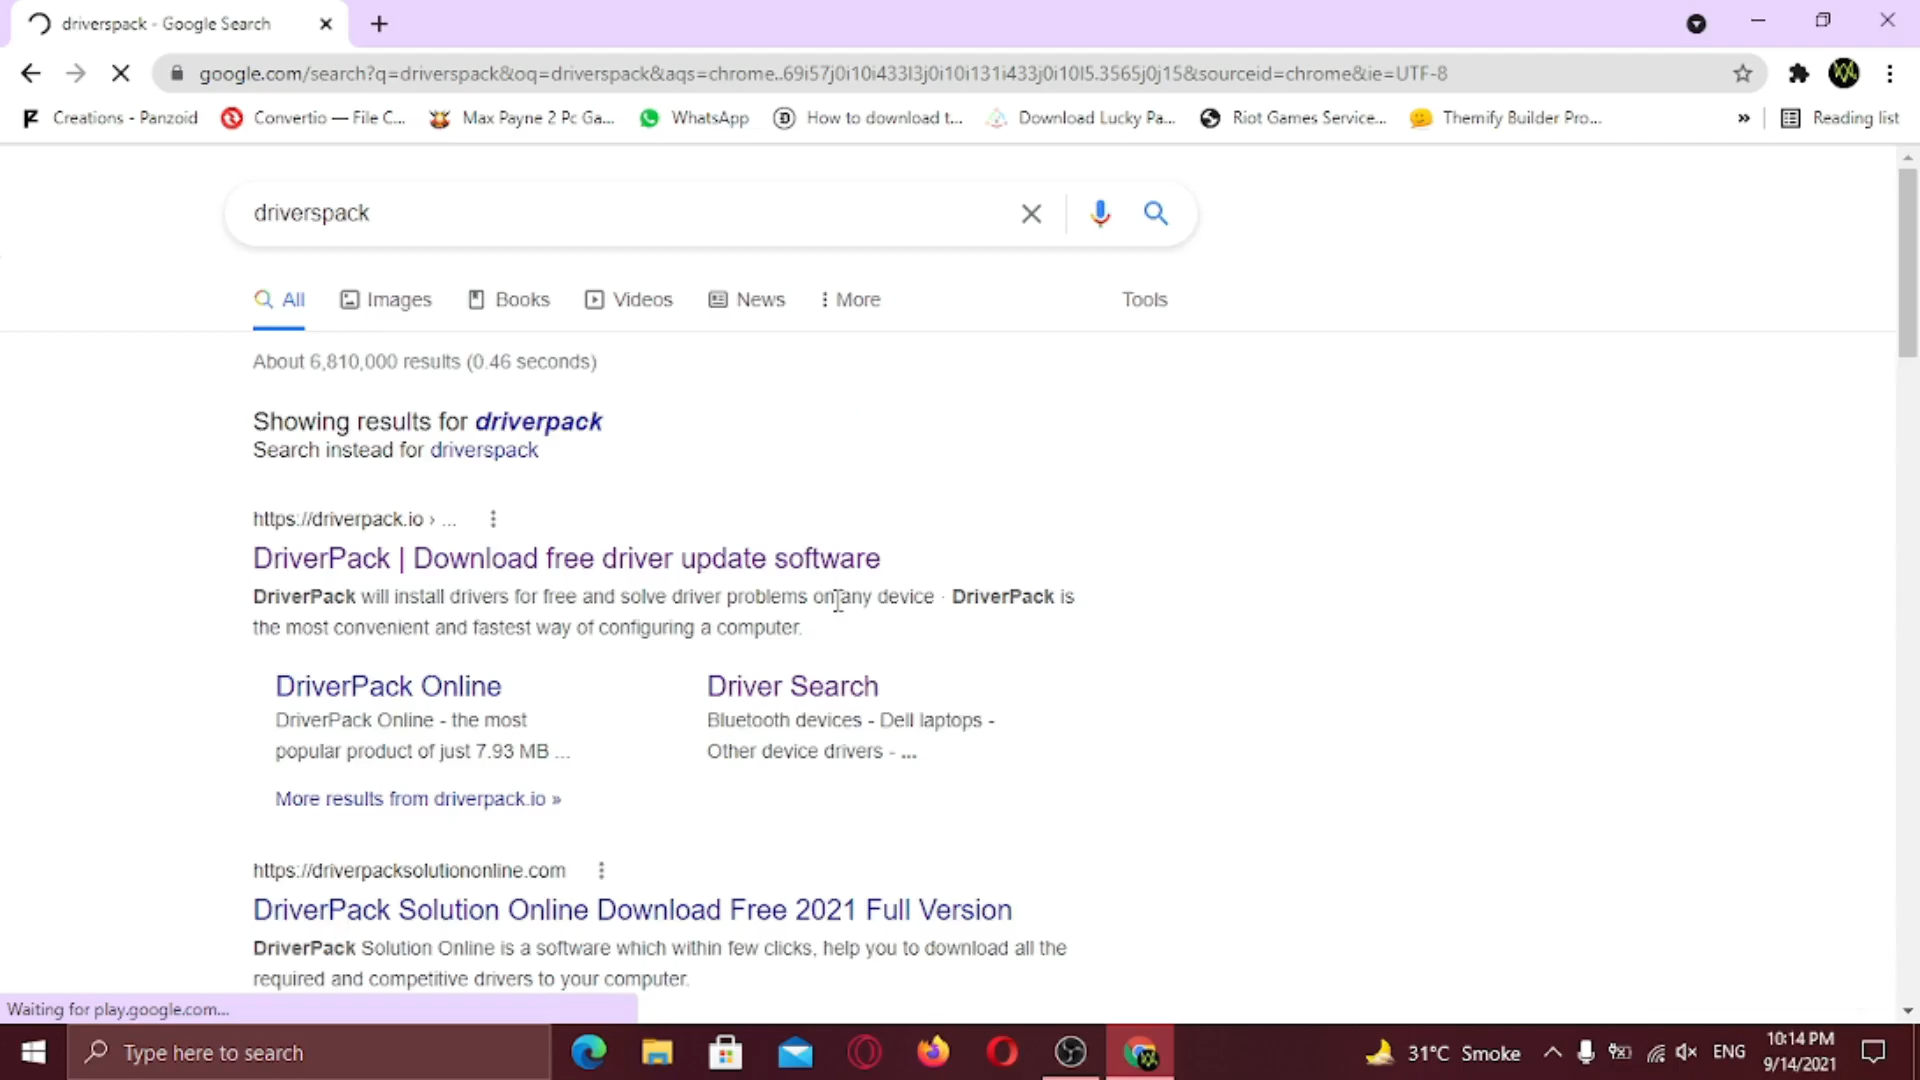 driverspack - Google Search
google.com/search?q=driverspack&oq=driverspack&aqs=chrome..69i57j0i10i433l3j0i10i131i433j0i10l5.3565j0j15&sourceid=chrome&ie=UTF-8
Creations - Panzoid Convertio — File C... Max Payne 2 Pc Ga... WhatsApp How to download t... Download Lucky Pa... Riot Games Service... Themify Builder Pro... » Reading list
driverspack
All Images Books Videos News More Tools
About 6,810,000 results (0.46 seconds)
Showing results for driverpack
Search instead for driverspack
https://driverpack.io › ...
DriverPack | Download free driver update software
DriverPack will install drivers for free and solve driver problems on any device · DriverPack is
the most convenient and fastest way of configuring a computer.
DriverPack Online Driver Search
DriverPack Online - the most Bluetooth devices - Dell laptops -
popular product of just 7.93 MB ... Other device drivers - ...
More results from driverpack.io »
https://driverpacksolutiononline.com
DriverPack Solution Online Download Free 2021 Full Version
DriverPack Solution Online is a software which within few clicks, help you to download all the
required and competitive drivers to your computer.
Waiting for play.google.com...
Type here to search 31°C Smoke ENG 10:14 PM
9/14/2021